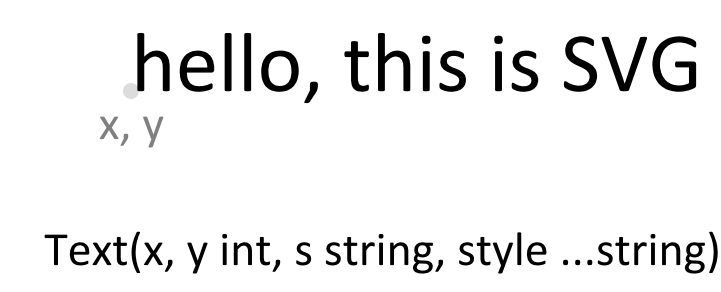 hello, this is SVG
x, y
Text(x, y int, s string, style ...string)